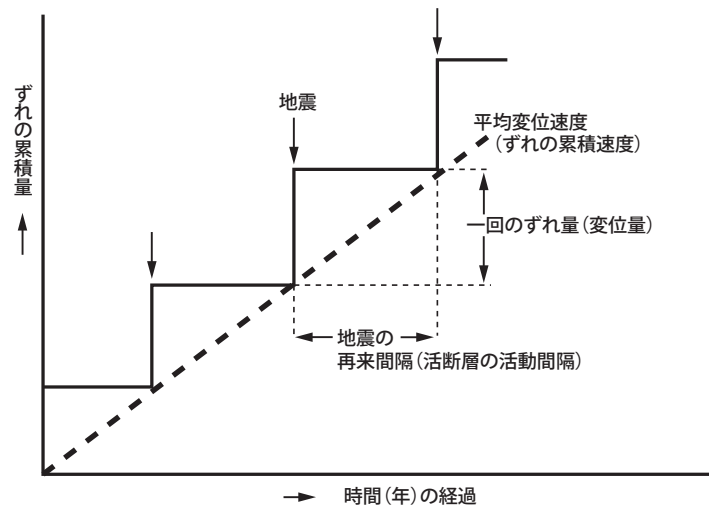 ずれの累積量
地震
平均変位速度
（ずれの累積速度）
一回のずれ量（変位量）
地震の
再来間隔（活断層の活動間隔）
時間（年）の経過